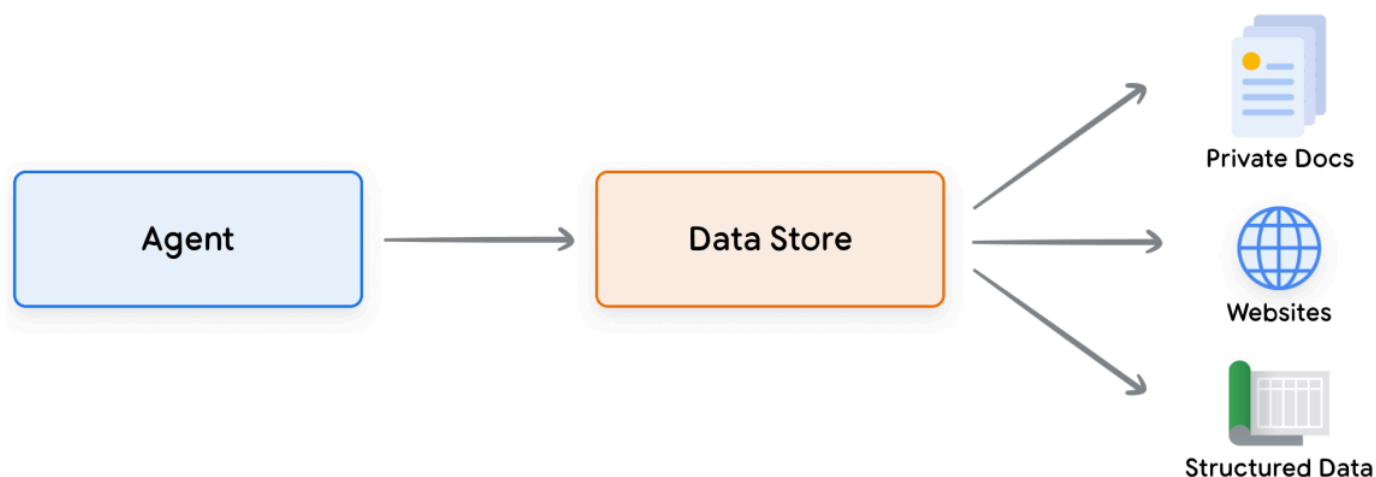 Agent
Data Store
Private Docs
Websites
Structured Data